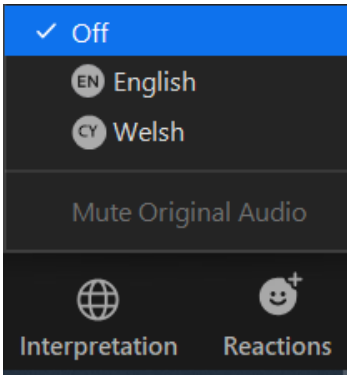 Off
EN English
CY Welsh
Mute Original Audio
Interpretation Reactions